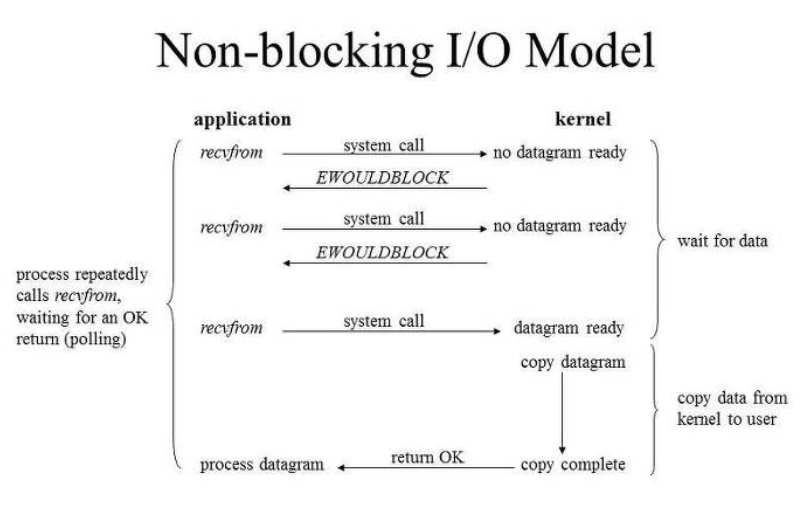 Non-blocking I/O Model
application
kernel
recvfrom
system call
no datagram ready
EWOULDBLOCK
recvfrom
system call
no datagram ready
EWOULDBLOCK
wait for data
process repeatedly
calls recvfrom,
waiting for an OK
return (polling)
recvfrom
system call
datagram ready
copy datagram
copy data from
kernel to user
process datagram
return OK
copy complete